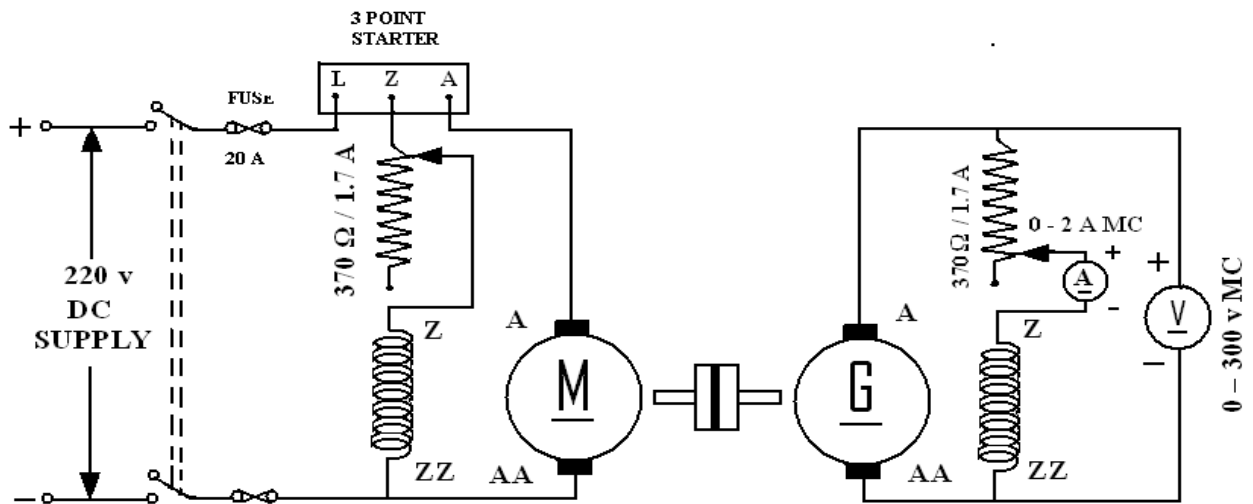 3 POINT
STARTER
L Z A
FUSE
20 A
+
220 v
DC
SUPPLY
–
370 Ω / 1.7 A
Z
ZZ
A
M
AA
A
G
AA
370 Ω / 1.7 A
0 - 2 A MC
+
A
-
Z
ZZ
+
V
–
0 – 300 v MC